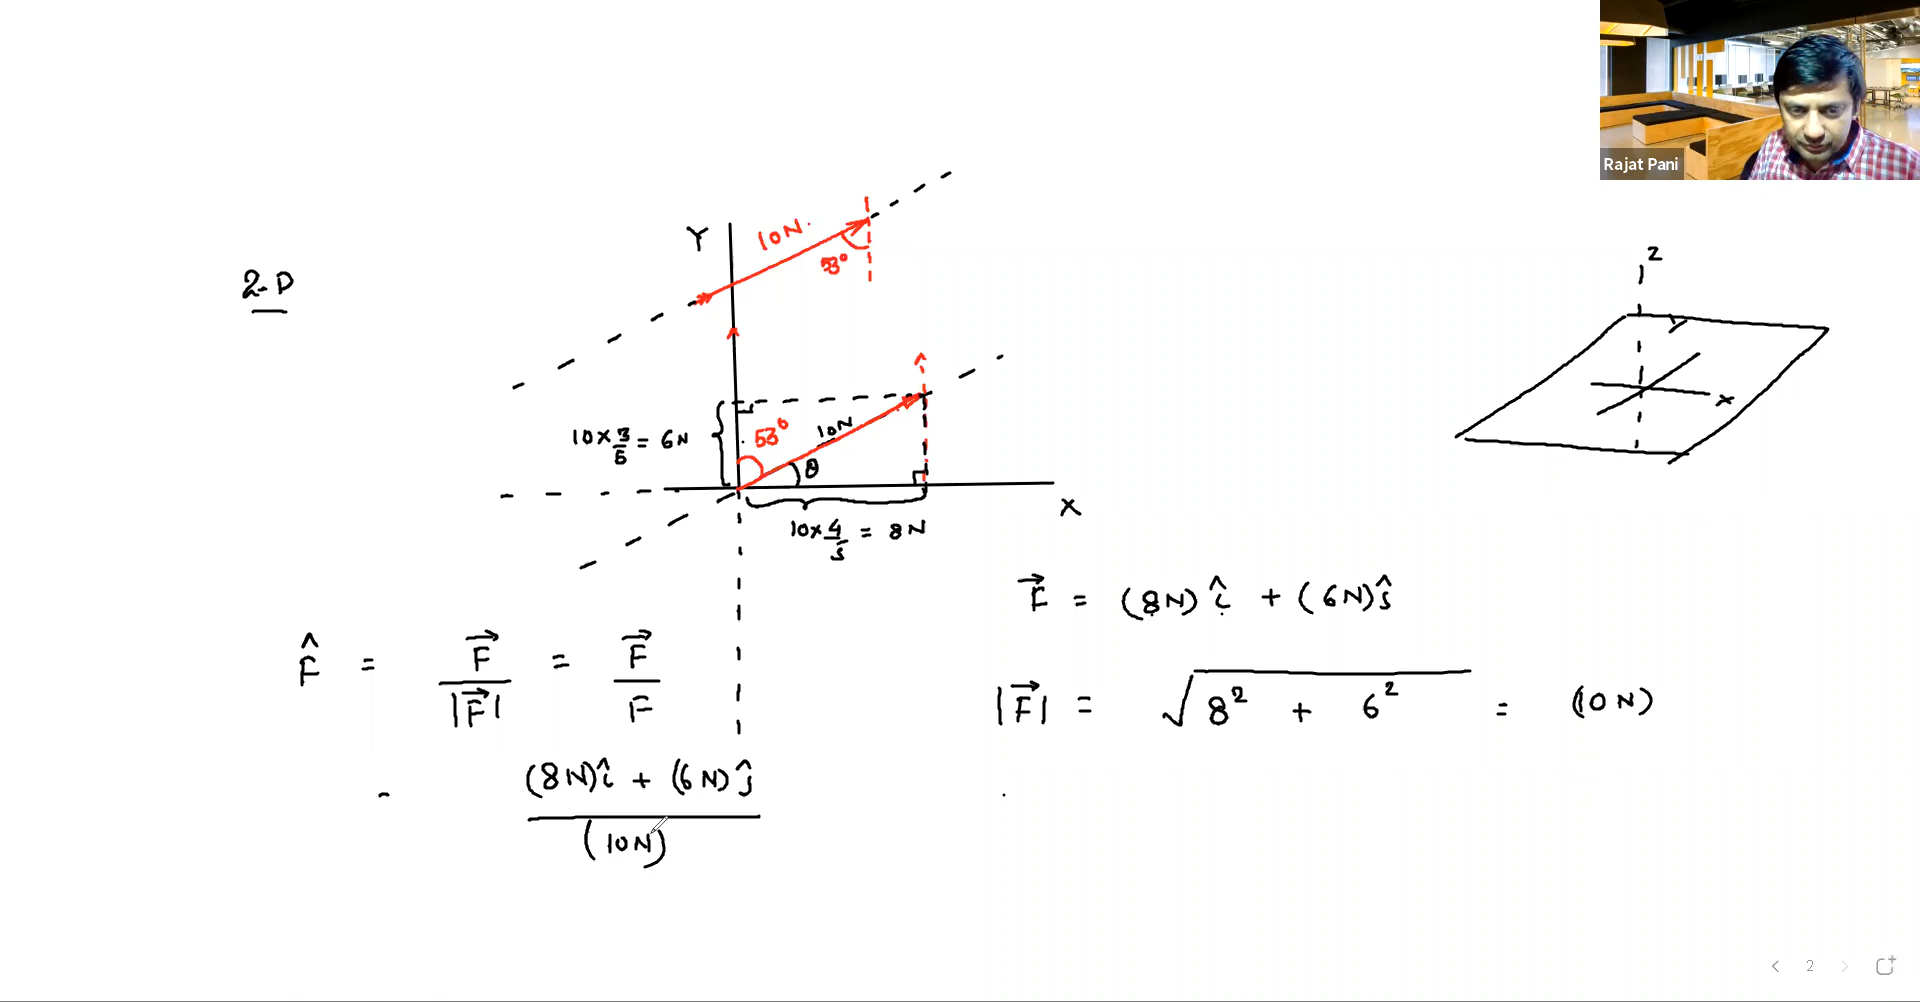 Rajat Pani
2-D
Y
10N.
53°
Z
Y
X
10 × 3/5 = 6N
53°
10N
θ
X
10 × 4/5 = 8N
F⃗ = (8N) î + (6N) ĵ
F̂ = F⃗ / |F⃗| = F⃗ / F
|F⃗| = √(8² + 6²) = (10N)
= (8N) î + (6N) ĵ / (10N)
2